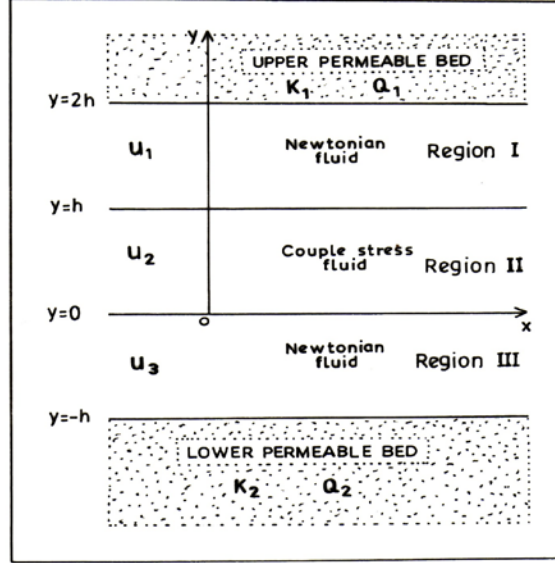 y
UPPER PERMEABLE BED
K₁ Q₁
y=2h
u₁ Newtonian fluid Region I
y=h
u₂ Couple stress fluid Region II
y=0
o x
u₃ Newtonian fluid Region III
y=-h
LOWER PERMEABLE BED
K₂ Q₂